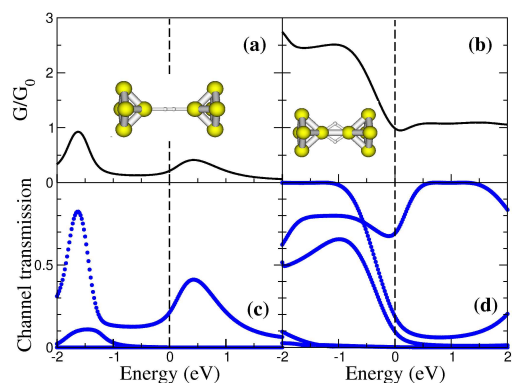 3
2
1
0
G/G0
(a)
(b)
1
0.5
0
Channel transmission
(c)
(d)
-2 -1 0 1 -2 -1 0 1 2
Energy (eV) Energy (eV)